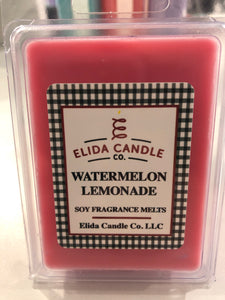 ELIDA CANDLE
CO.
WATERMELON
LEMONADE
SOY FRAGRANCE MELTS
Elida Candle Co. LLC